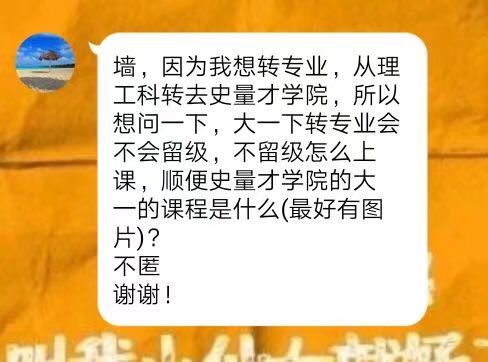 墙，因为我想转专业，从理
工科转去史量才学院，所以
想问一下，大一下转专业会
不会留级，不留级怎么上
课，顺便史量才学院的大
一的课程是什么(最好有图
片)？
不匿
谢谢！